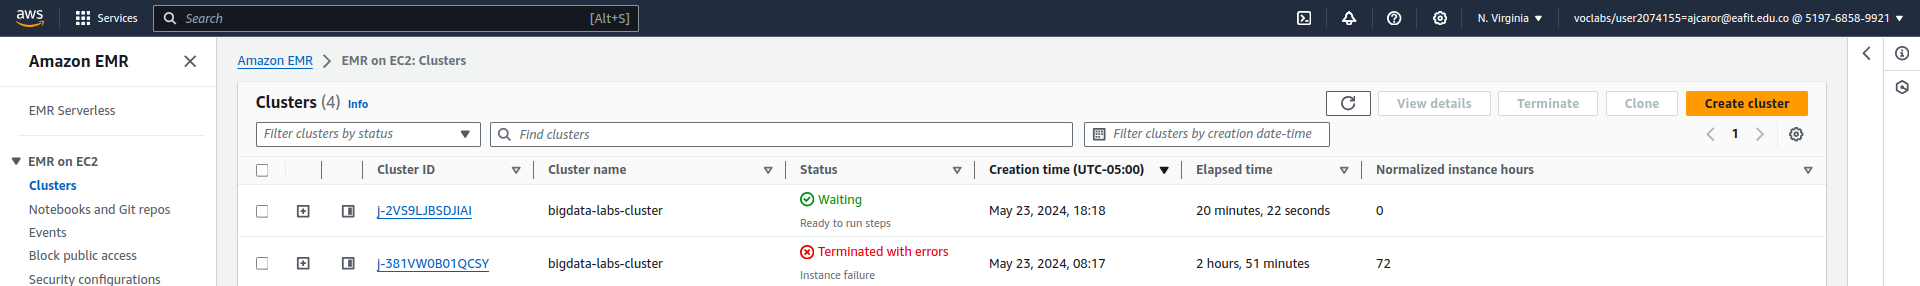 aws Services Search [Alt+S] N. Virginia voclabs/user2074155=ajcaror@eafit.edu.co @ 5197-6858-9921
Amazon EMR
EMR Serverless
EMR on EC2
Clusters
Notebooks and Git repos
Events
Block public access
Security configurations
Amazon EMR EMR on EC2: Clusters
Clusters (4) Info View details Terminate Clone Create cluster
Filter clusters by status Find clusters Filter clusters by creation date-time 1
Cluster ID Cluster name Status Creation time (UTC-05:00) Elapsed time Normalized instance hours
j-2VS9LJBSDJIAI bigdata-labs-cluster Waiting May 23, 2024, 18:18 20 minutes, 22 seconds 0
Ready to run steps
j-381VW0B01QCSY bigdata-labs-cluster Terminated with errors May 23, 2024, 08:17 2 hours, 51 minutes 72
Instance failure